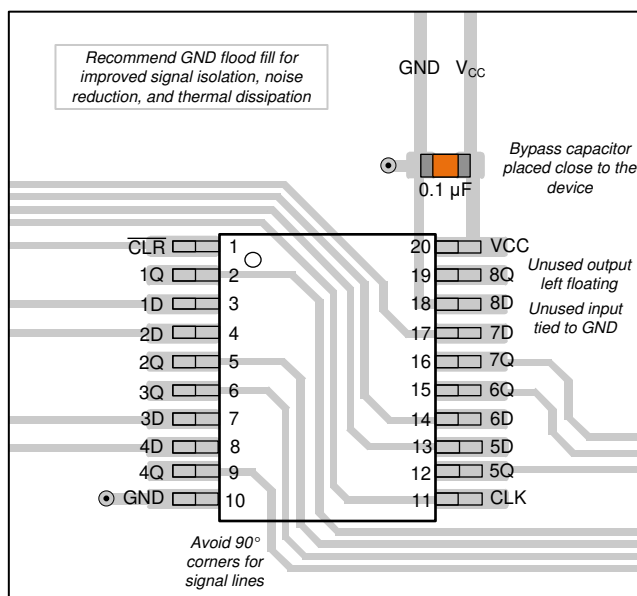 Recommend GND flood fill for
improved signal isolation, noise
reduction, and thermal dissipation
GND
VCC
Bypass capacitor
placed close to the
device
0.1 µF
CLR
1
20
VCC
1Q
2
19
8Q
Unused output
left floating
1D
3
18
8D
Unused input
tied to GND
2D
4
17
7D
2Q
5
16
7Q
3Q
6
15
6Q
3D
7
14
6D
4D
8
13
5D
4Q
9
12
5Q
GND
10
11
CLK
Avoid 90°
corners for
signal lines